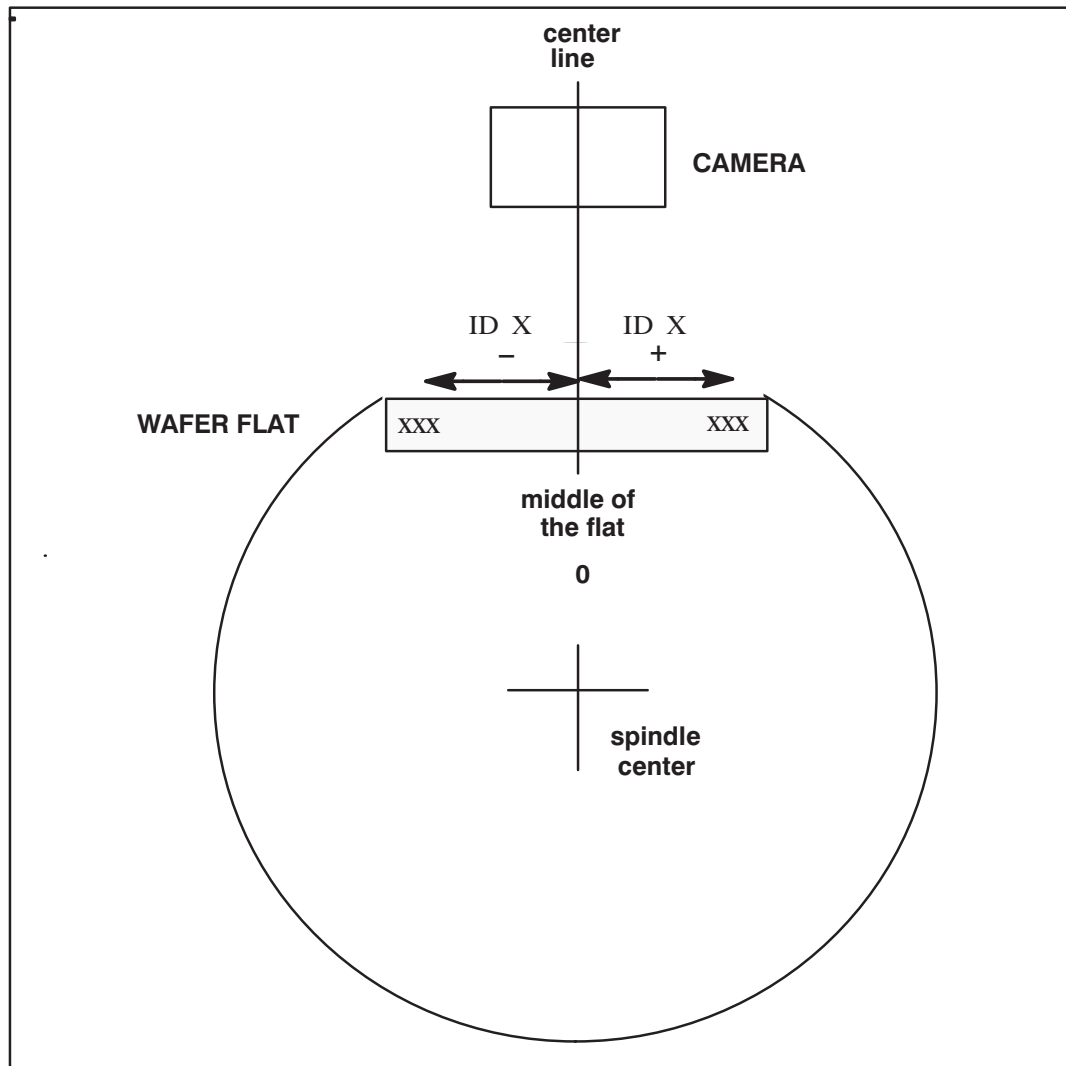 center
line
CAMERA
ID X
–
ID X
+
WAFER FLAT
XXX
XXX
middle of
the flat
0
spindle
center